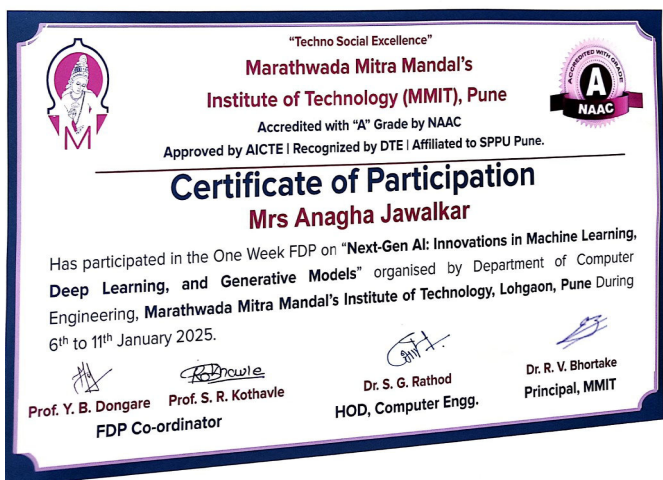 “Techno Social Excellence”
Marathwada Mitra Mandal’s
Institute of Technology (MMIT), Pune
Accredited with “A” Grade by NAAC
Approved by AICTE | Recognized by DTE | Affiliated to SPPU Pune.
M
ACCREDITED WITH GRADE
A
NAAC
Certificate of Participation
Mrs Anagha Jawalkar
Has participated in the One Week FDP on “Next-Gen AI: Innovations in Machine Learning,
Deep Learning, and Generative Models” organised by Department of Computer
Engineering, Marathwada Mitra Mandal’s Institute of Technology, Lohgaon, Pune During
6th to 11th January 2025.
Prof. Y. B. Dongare
Prof. S. R. Kothavle
FDP Co-ordinator
Dr. S. G. Rathod
HOD, Computer Engg.
Dr. R. V. Bhortake
Principal, MMIT